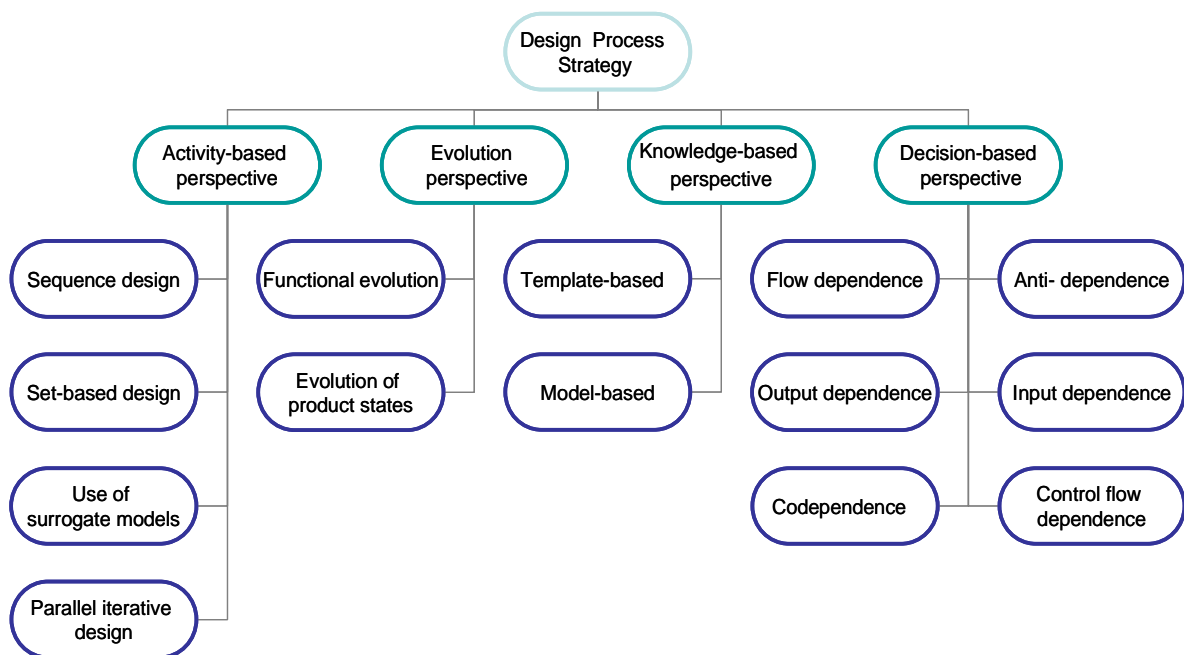 Design Process
Strategy
Activity-based
perspective
Evolution
perspective
Knowledge-based
perspective
Decision-based
perspective
Sequence design
Functional evolution
Template-based
Flow dependence
Anti- dependence
Set-based design
Evolution of
product states
Model-based
Output dependence
Input dependence
Use of
surrogate models
Codependence
Control flow
dependence
Parallel iterative
design